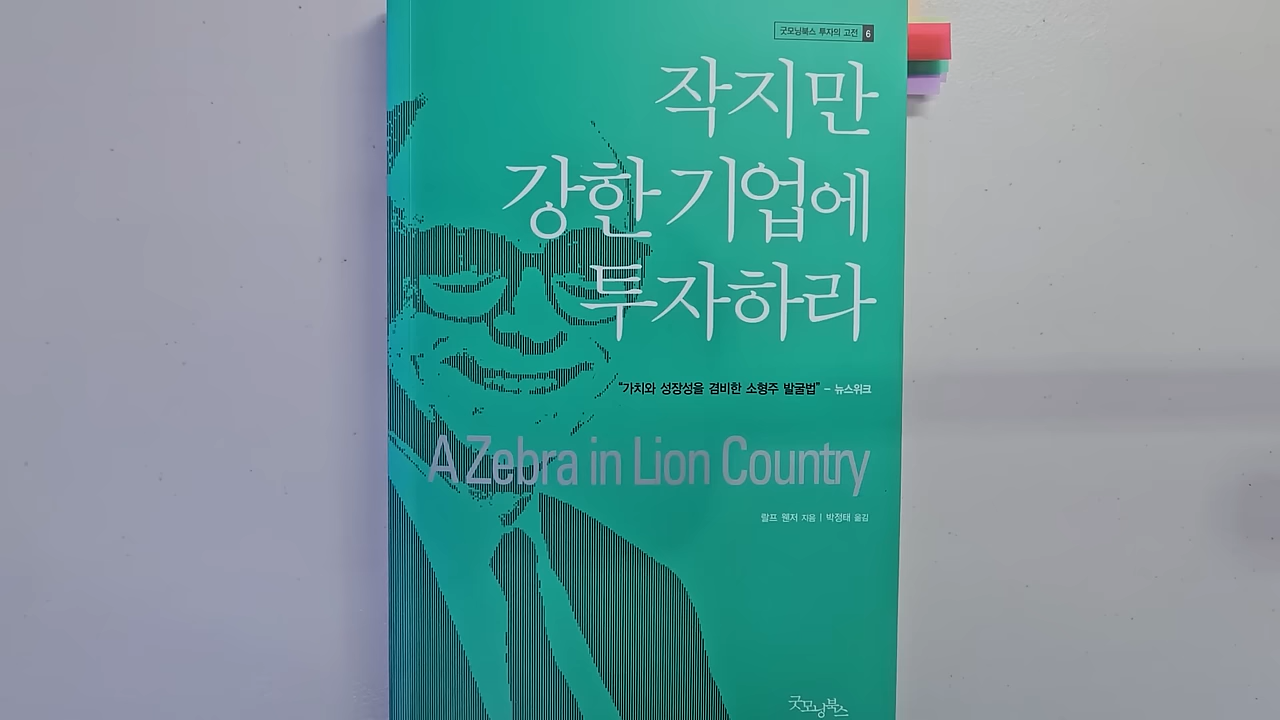 굿모닝북스 투자의 고전 6
작지만
강한 기업에
투자하라
"가치와 성장성을 겸비한 소형주 발굴법" – 뉴스위크
A Zebra in Lion Country
랄프 웬저 지음 | 박정태 옮김
굿모닝북스